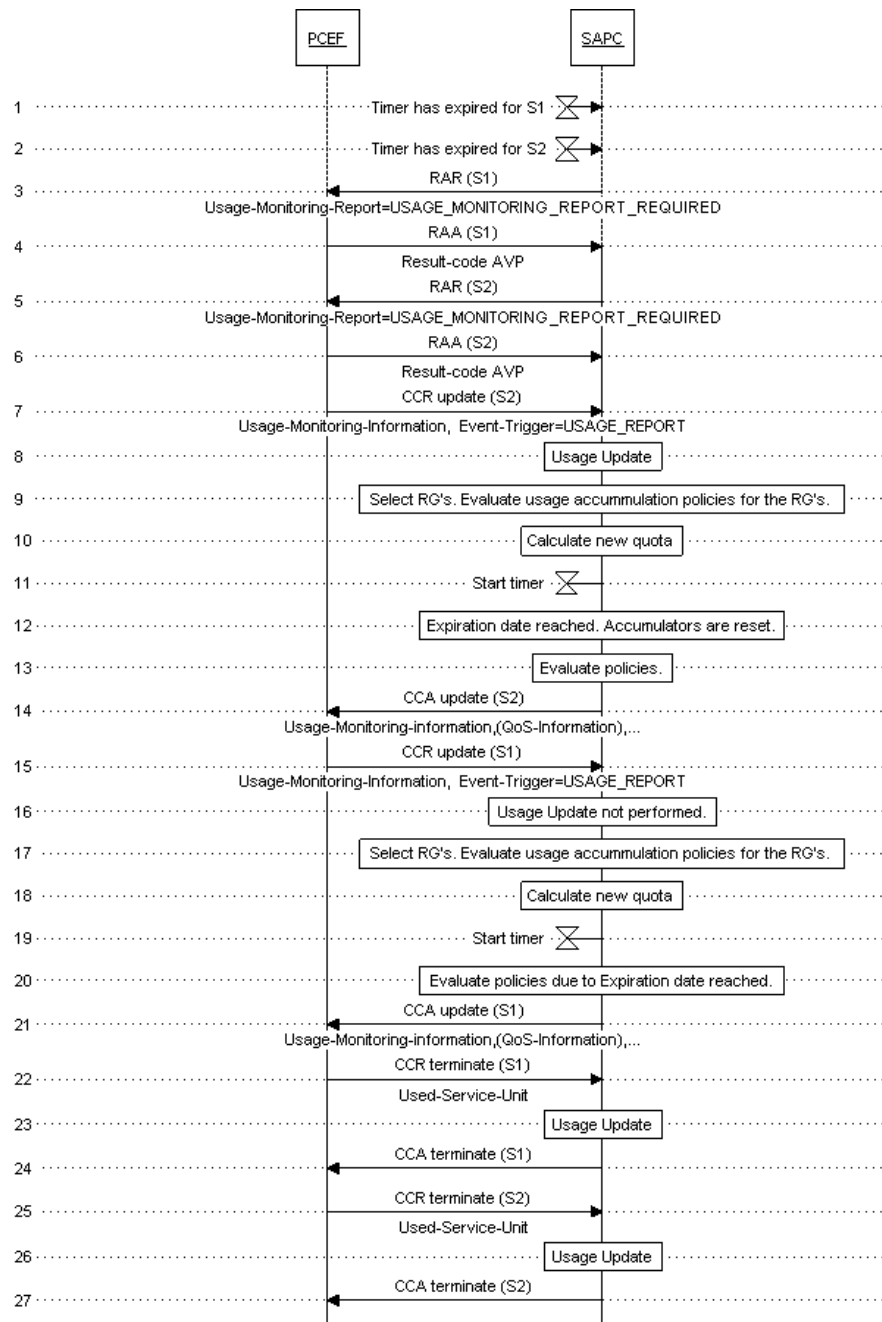 PCEF
SAPC
1 Timer has expired for S1
2 Timer has expired for S2
3 RAR (S1)
Usage-Monitoring-Report=USAGE_MONITORING_REPORT_REQUIRED
4 RAA (S1)
Result-code AVP
5 RAR (S2)
Usage-Monitoring-Report=USAGE_MONITORING_REPORT_REQUIRED
6 RAA (S2)
Result-code AVP
7 CCR update (S2)
Usage-Monitoring-Information, Event-Trigger=USAGE_REPORT
8 Usage Update
9 Select RG's. Evaluate usage accummulation policies for the RG's.
10 Calculate new quota
11 Start timer
12 Expiration date reached. Accumulators are reset.
13 Evaluate policies.
14 CCA update (S2)
Usage-Monitoring-information,(QoS-Information),...
15 CCR update (S1)
Usage-Monitoring-Information, Event-Trigger=USAGE_REPORT
16 Usage Update not performed.
17 Select RG's. Evaluate usage accummulation policies for the RG's.
18 Calculate new quota
19 Start timer
20 Evaluate policies due to Expiration date reached.
21 CCA update (S1)
Usage-Monitoring-information,(QoS-Information),...
22 CCR terminate (S1)
Used-Service-Unit
23 Usage Update
24 CCA terminate (S1)
25 CCR terminate (S2)
Used-Service-Unit
26 Usage Update
27 CCA terminate (S2)